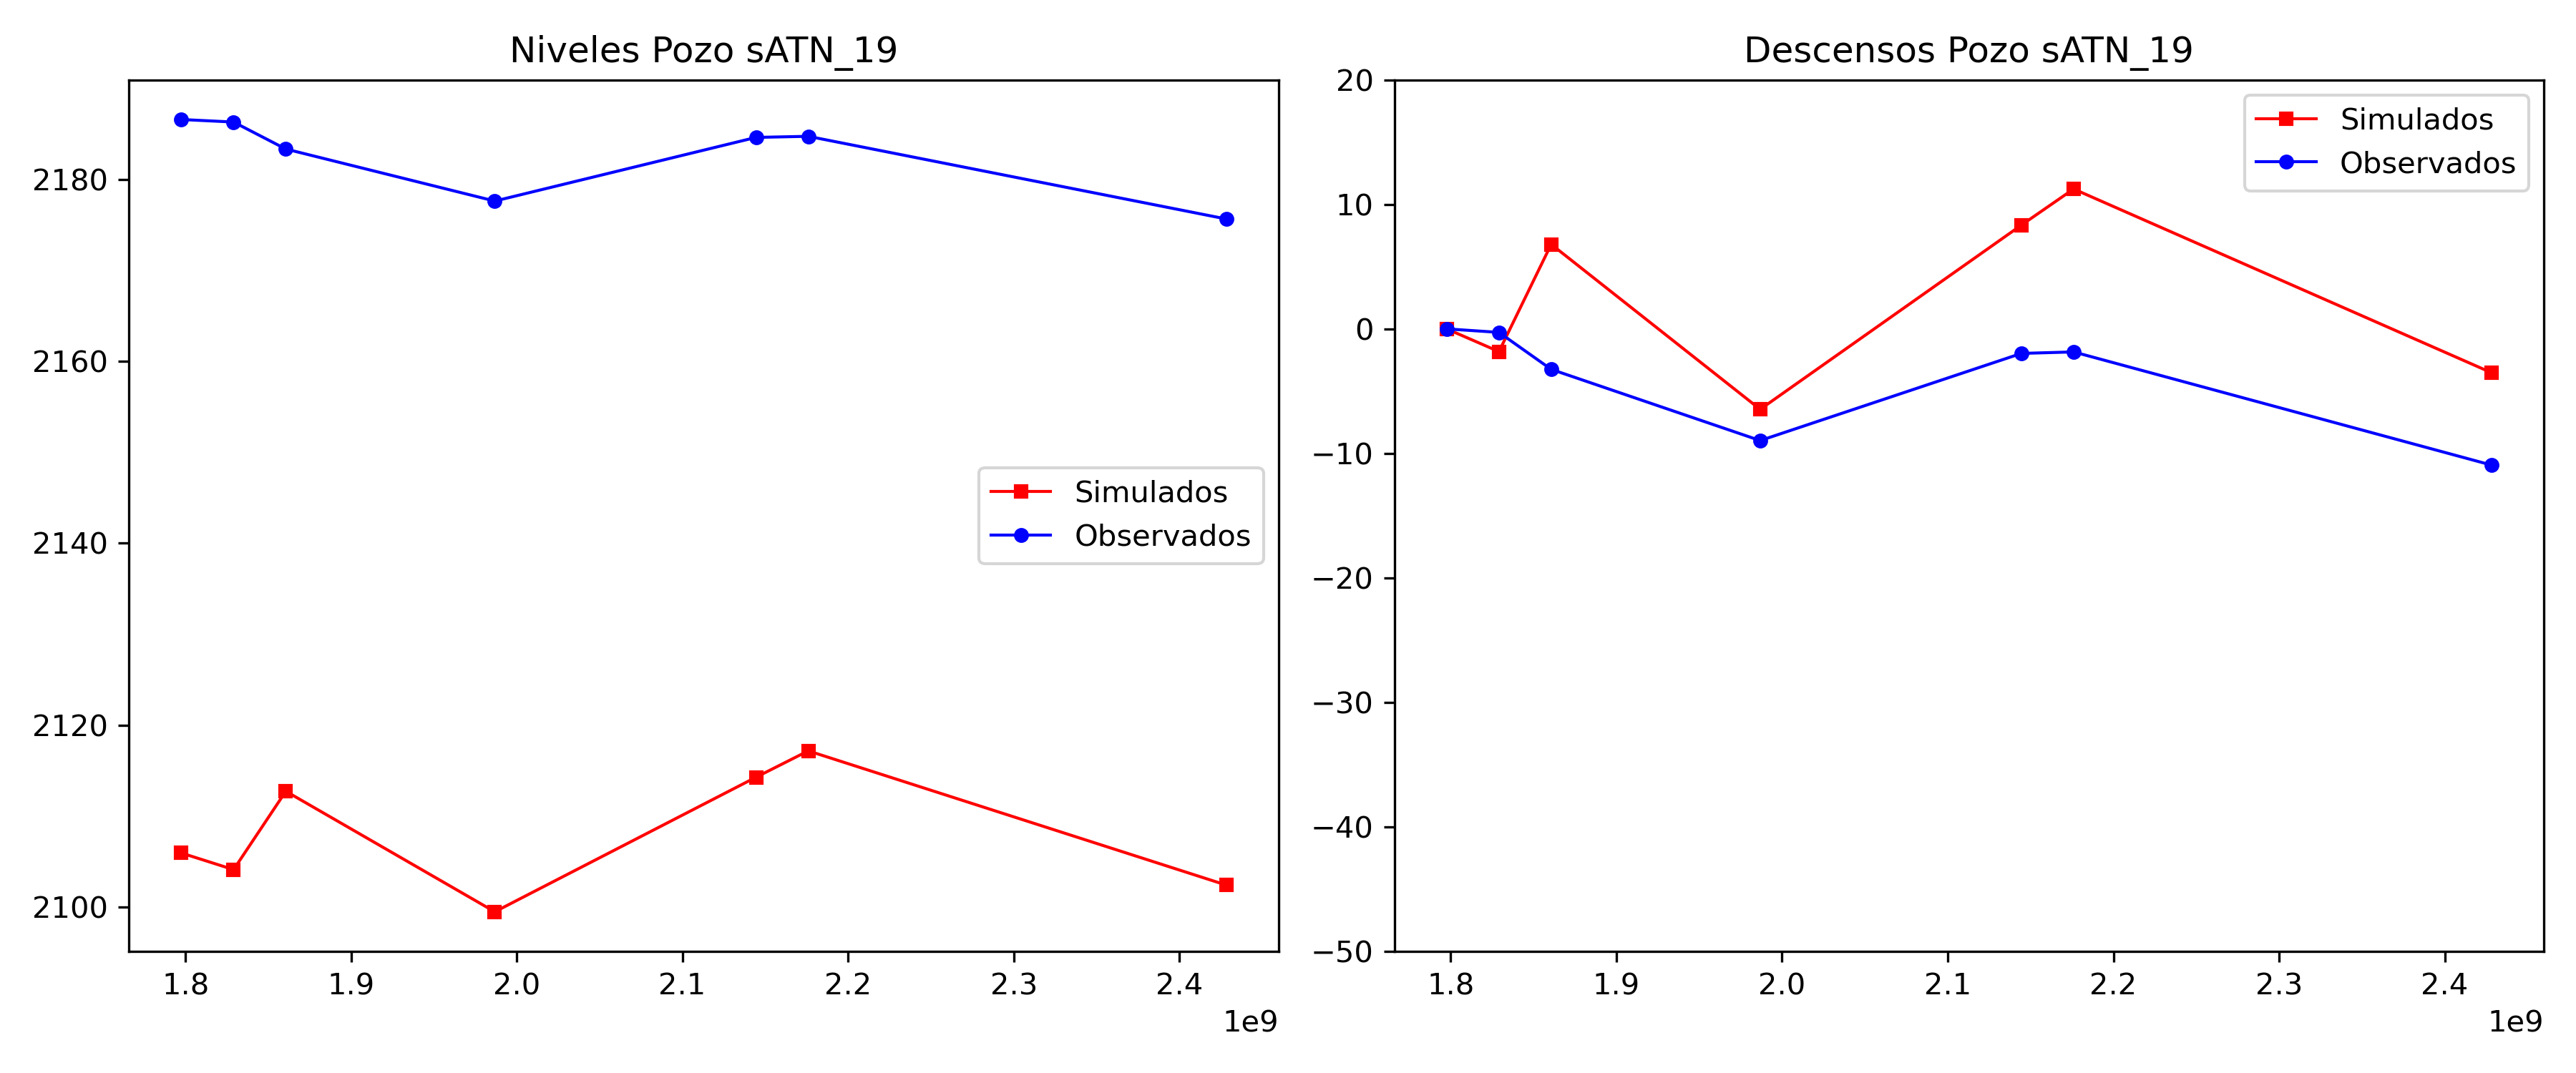 Niveles Pozo sATN_19
2180
2160
2140
2120
2100
Simulados
Observados
1.8 1.9 2.0 2.1 2.2 2.3 2.4
1e9
Descensos Pozo sATN_19
20
10
0
−10
−20
−30
−40
−50
Simulados
Observados
1.8 1.9 2.0 2.1 2.2 2.3 2.4
1e9